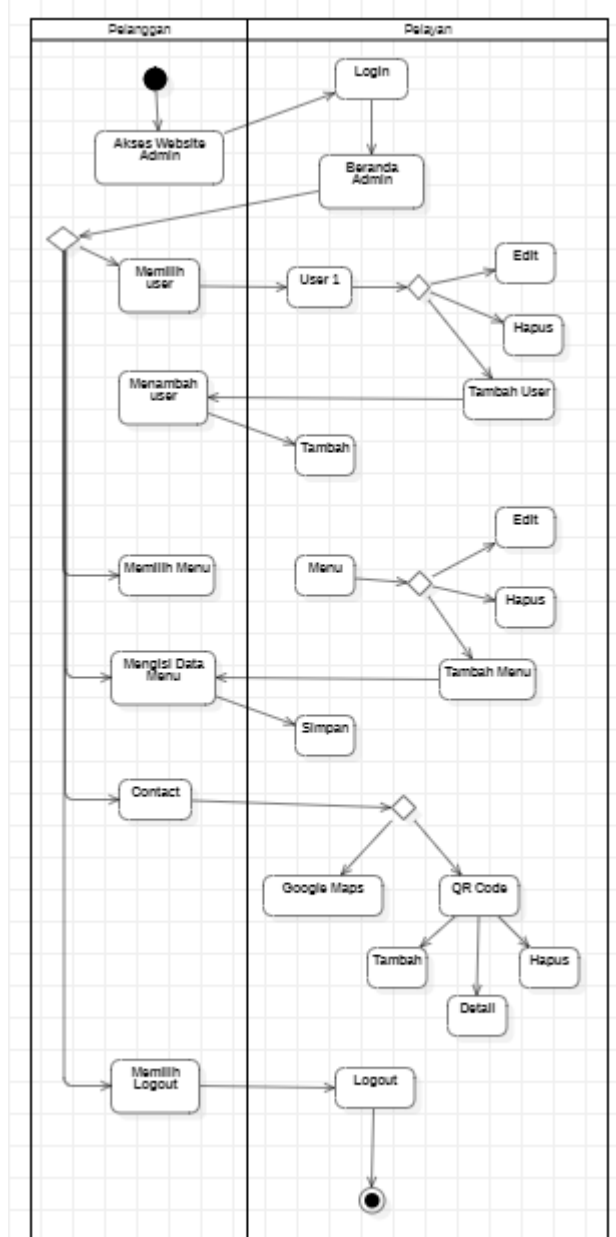 Pelanggan
Pelayan
Login
Akses Website
Admin
Beranda
Admin
Memilih
user
User 1
Edit
Hapus
Menambah
user
Tambah User
Tambah
Edit
Memilih Menu
Menu
Hapus
Mengisi Data
Menu
Tambah Menu
Simpan
Contact
Google Maps
QR Code
Tambah
Hapus
Detail
Memilih
Logout
Logout